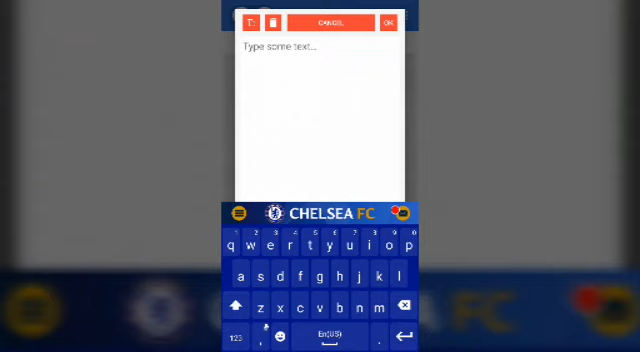 T: CANCEL OK
Type some text...
CHELSEA FC
1 2 3 4 5 6 7 8 9 0
q w e r t y u i o p
a s d f g h j k l
z x c v b n m
123 , En(US) .